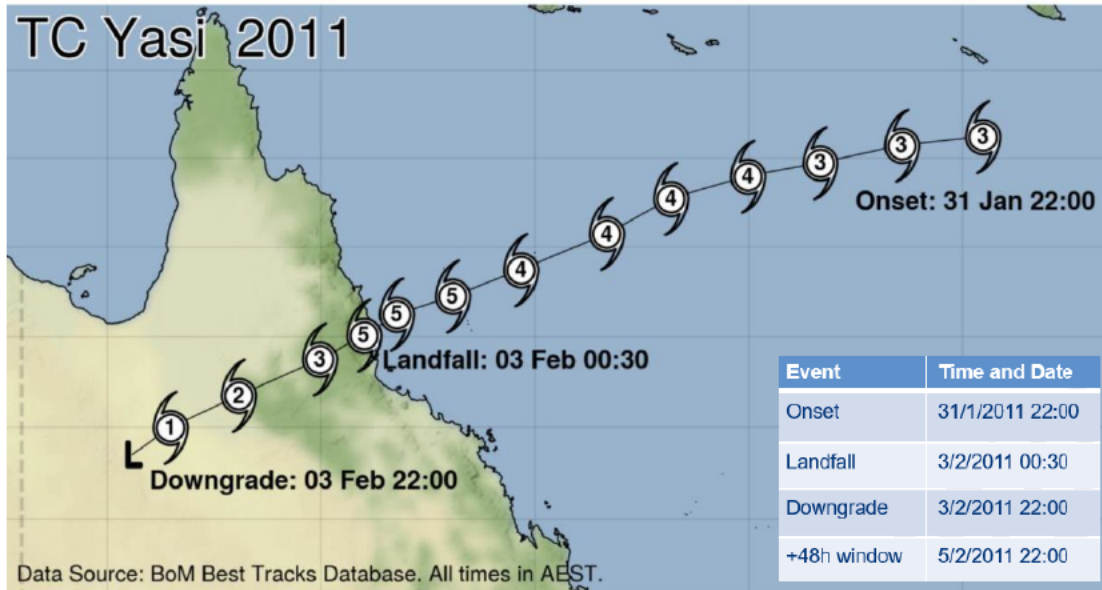 TC Yasi 2011
3
3
3
4
4
4
4
5
5
5
3
2
1
L
Onset: 31 Jan 22:00
Landfall: 03 Feb 00:30
Downgrade: 03 Feb 22:00
Event Time and Date
Onset 31/1/2011 22:00
Landfall 3/2/2011 00:30
Downgrade 3/2/2011 22:00
+48h window 5/2/2011 22:00
Data Source: BoM Best Tracks Database. All times in AEST.